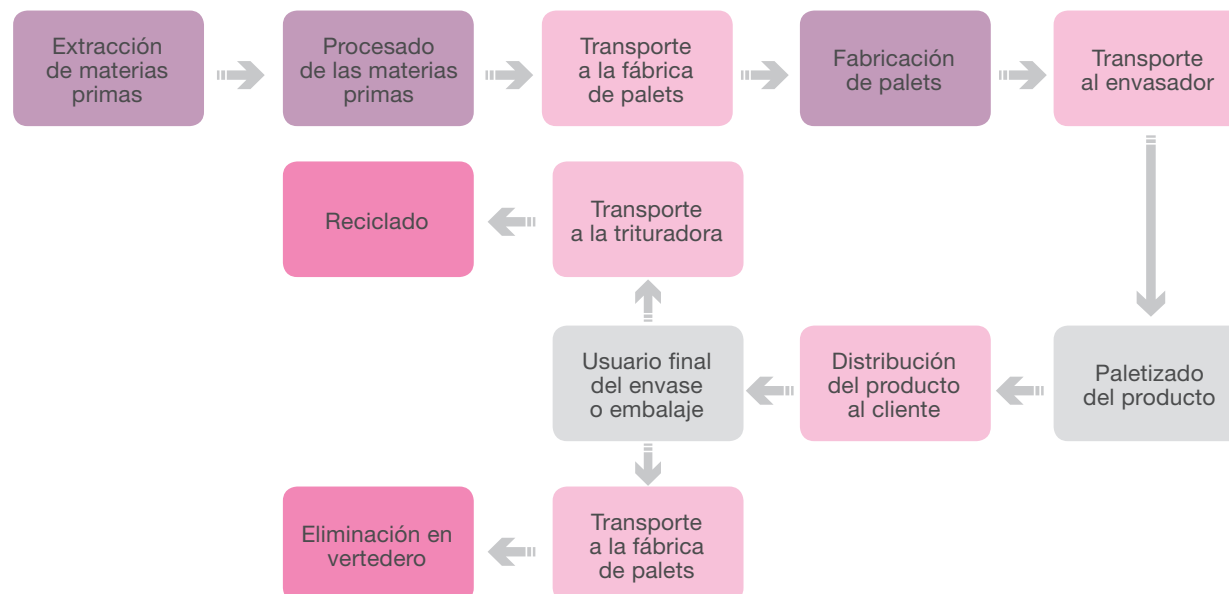 Extracción
de materias
primas
Procesado
de las materias
primas
Transporte
a la fábrica
de palets
Fabricación
de palets
Transporte
al envasador
Reciclado
Transporte
a la trituradora
Usuario final
del envase
o embalaje
Distribución
del producto
al cliente
Paletizado
del producto
Eliminación en
vertedero
Transporte
a la fábrica
de palets